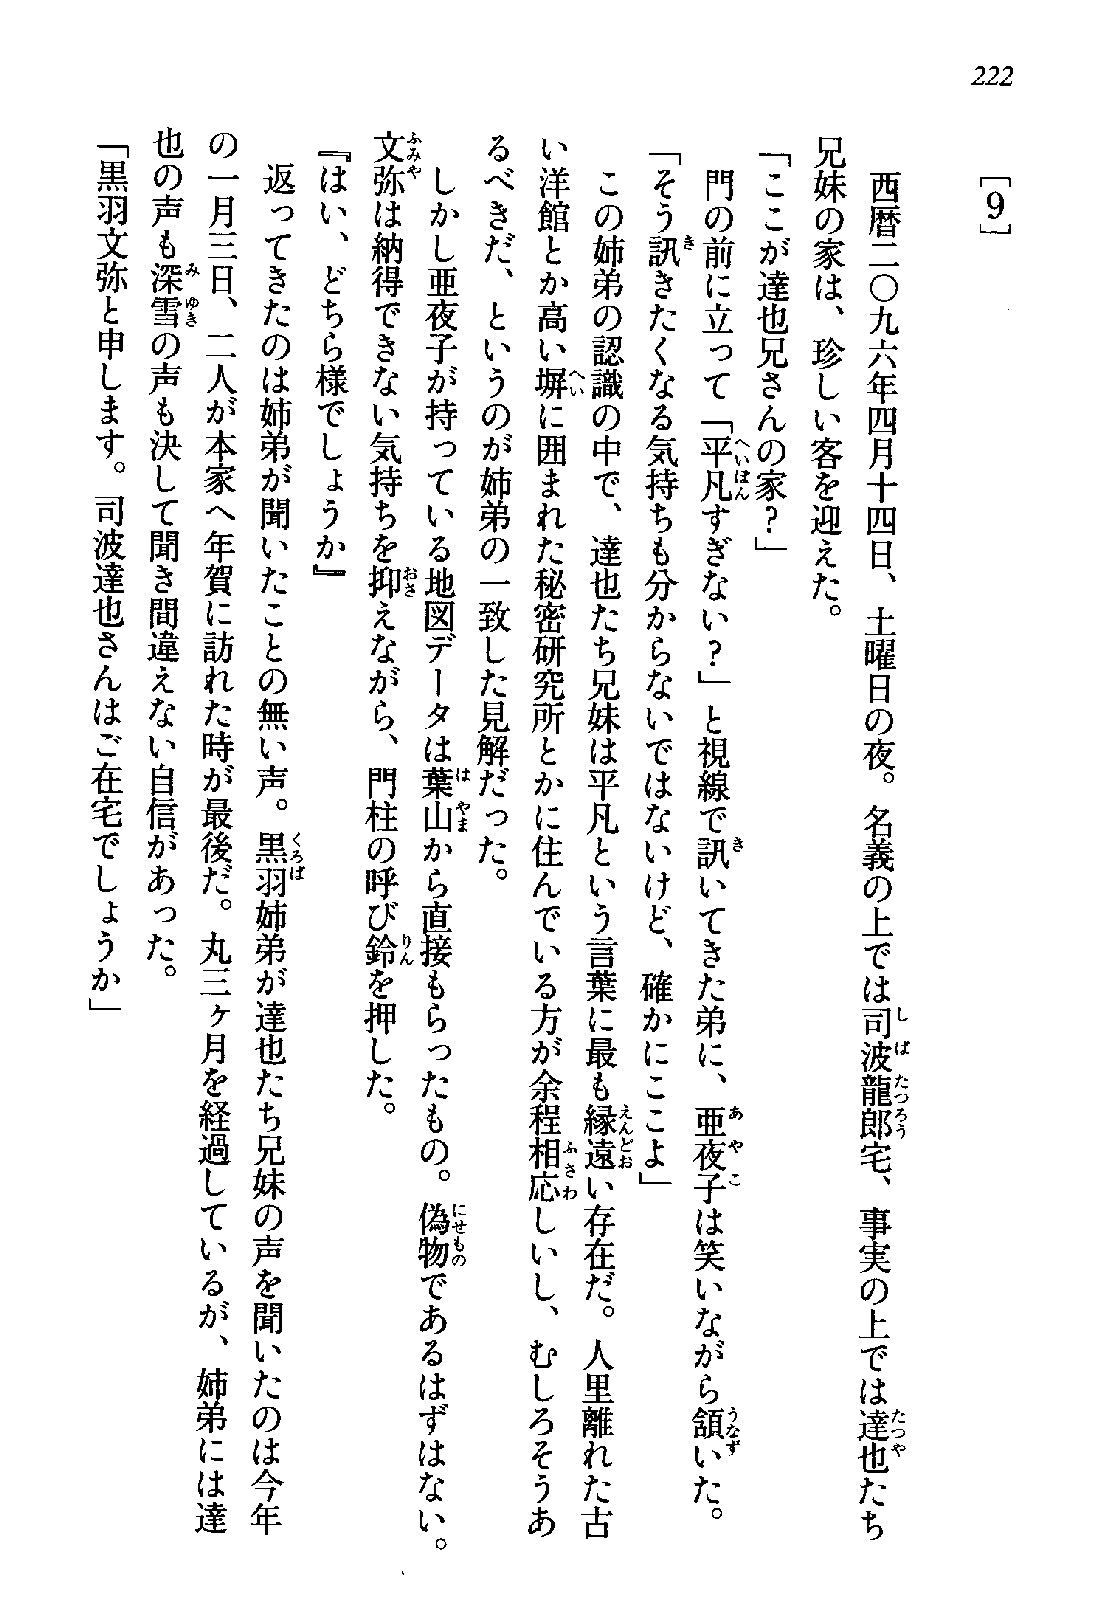 222
［9］
西暦二〇九六年四月十四日、土曜日の夜。名義の上では司波龍郎宅、事実の上では達也たち
兄妹の家は、珍しい客を迎えた。
「ここが達也兄さんの家？」
門の前に立って「平凡すぎない？」と視線で訊いてきた弟に、亜夜子は笑いながら頷いた。
「そう訊きたくなる気持ちも分からないではないけど、確かにここよ」
この姉弟の認識の中で、達也たち兄妹は平凡という言葉に最も縁遠い存在だ。人里離れた古
い洋館とか高い塀に囲まれた秘密研究所とかに住んでいる方が余程相応しいし、むしろそうあ
るべきだ、というのが姉弟の一致した見解だった。
しかし亜夜子が持っている地図データは葉山から直接もらったもの。偽物であるはずはない。
文弥は納得できない気持ちを抑えながら、門柱の呼び鈴を押した。
『はい、どちら様でしょうか』
返ってきたのは姉弟が聞いたことの無い声。黒羽姉弟が達也たち兄妹の声を聞いたのは今年
の一月三日、二人が本家へ年賀に訪れた時が最後だ。丸三ヶ月を経過しているが、姉弟には達
也の声も深雪の声も決して聞き間違えない自信があった。
「黒羽文弥と申します。司波達也さんはご在宅でしょうか」